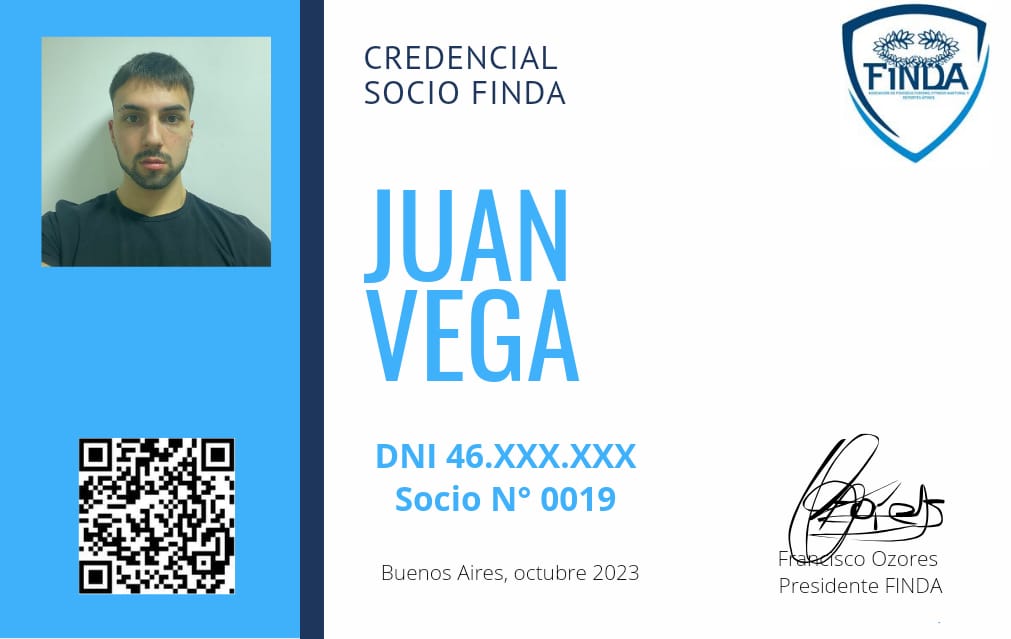 CREDENCIAL
SOCIO FINDA
FINDA
JUAN
VEGA
DNI 46.XXX.XXX
Socio N° 0019
Buenos Aires, octubre 2023
Francisco Ozores
Presidente FINDA